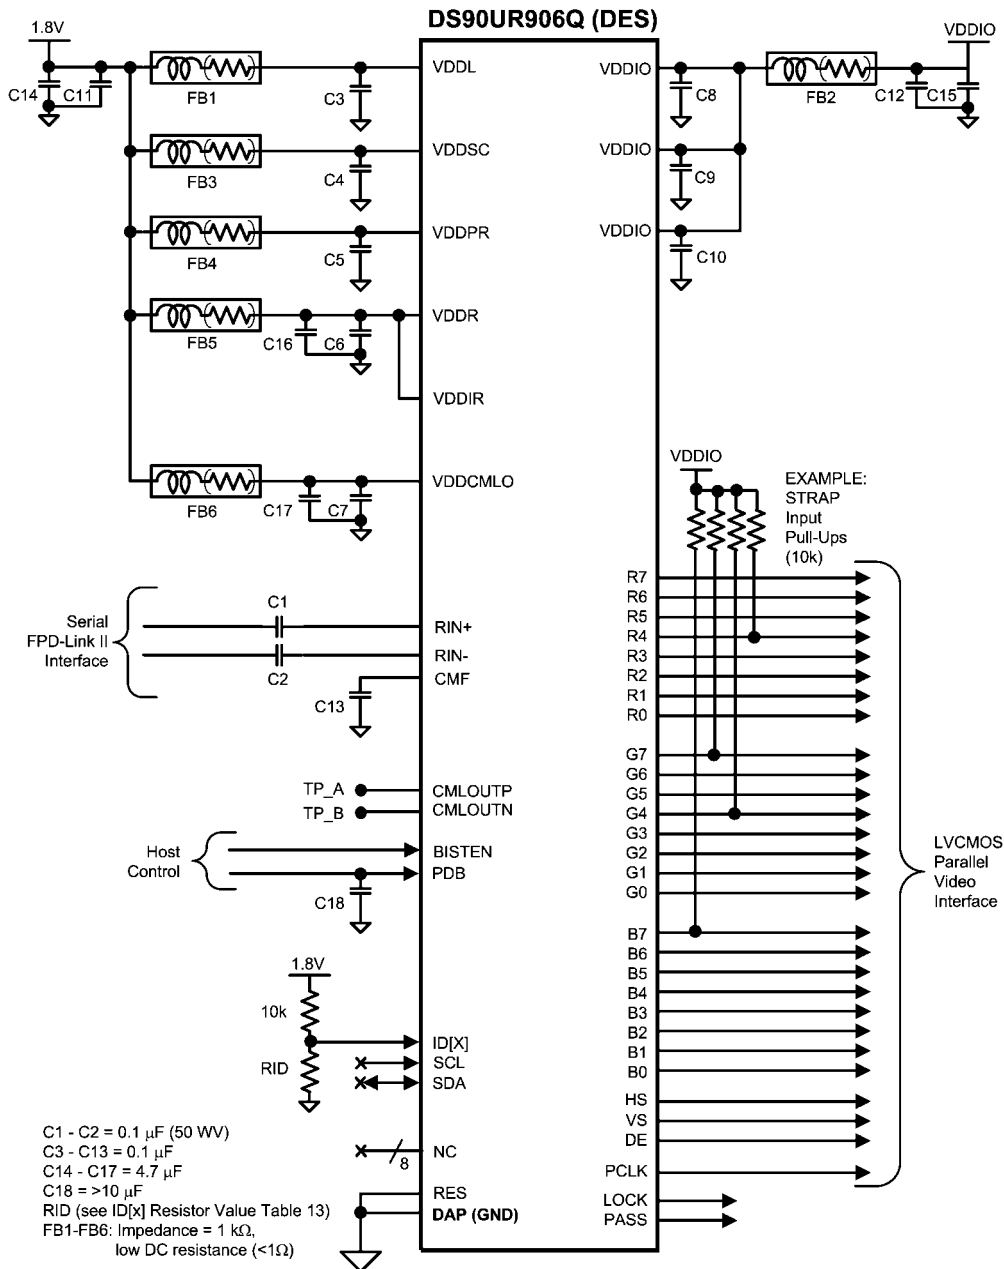 DS90UR906Q (DES)
1.8V
C14
C11
FB1
C3
VDDL
FB3
C4
VDDSC
FB4
C5
VDDPR
FB5
C16
C6
VDDR
VDDIR
FB6
C17
C7
VDDCMLO
VDDIO
C8
FB2
C12
C15
VDDIO
VDDIO
C9
VDDIO
C10
Serial
FPD-Link II
Interface
C1
C2
RIN+
RIN-
CMF
C13
TP_A
TP_B
CMLOUTP
CMLOUTN
Host
Control
BISTEN
PDB
C18
1.8V
10k
RID
ID[X]
SCL
SDA
NC
8
RES
DAP (GND)
VDDIO
EXAMPLE:
STRAP
Input
Pull-Ups
(10k)
R7
R6
R5
R4
R3
R2
R1
R0
G7
G6
G5
G4
G3
G2
G1
G0
B7
B6
B5
B4
B3
B2
B1
B0
HS
VS
DE
PCLK
LOCK
PASS
LVCMOS
Parallel
Video
Interface
C1 - C2 = 0.1 μF (50 WV)
C3 - C13 = 0.1 μF
C14 - C17 = 4.7 μF
C18 = >10 μF
RID (see ID[x] Resistor Value Table 13)
FB1-FB6: Impedance = 1 kΩ,
low DC resistance (<1Ω)